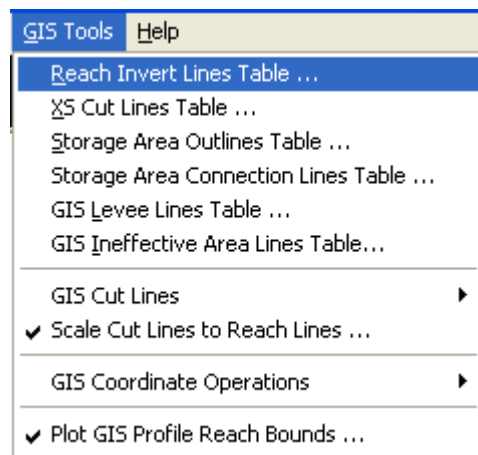 GIS Tools Help
Reach Invert Lines Table ...
XS Cut Lines Table ...
Storage Area Outlines Table ...
Storage Area Connection Lines Table ...
GIS Levee Lines Table ...
GIS Ineffective Area Lines Table...
GIS Cut Lines
Scale Cut Lines to Reach Lines ...
GIS Coordinate Operations
Plot GIS Profile Reach Bounds ...